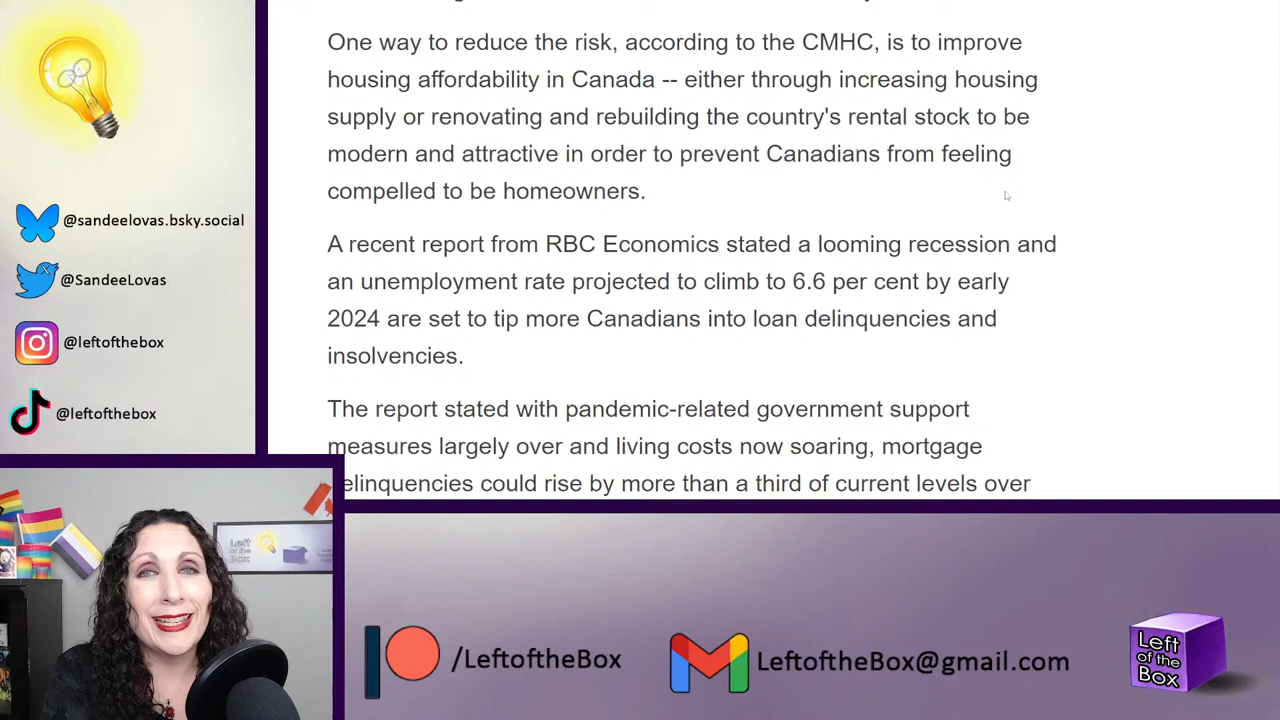 One way to reduce the risk, according to the CMHC, is to improve
housing affordability in Canada -- either through increasing housing
supply or renovating and rebuilding the country's rental stock to be
modern and attractive in order to prevent Canadians from feeling
compelled to be homeowners.
A recent report from RBC Economics stated a looming recession and
an unemployment rate projected to climb to 6.6 per cent by early
2024 are set to tip more Canadians into loan delinquencies and
insolvencies.
The report stated with pandemic-related government support
measures largely over and living costs now soaring, mortgage
elinquencies could rise by more than a third of current levels over
@sandeelovas.bsky.social
@SandeeLovas
@leftofthebox
@leftofthebox
Left
of the
Box
/LeftoftheBox
LeftoftheBox@gmail.com
Left
of the
Box